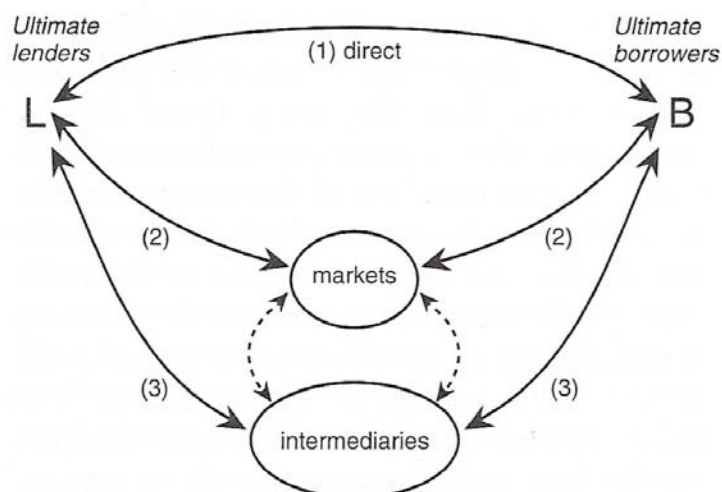 Ultimate
lenders
Ultimate
borrowers
(1) direct
L
B
(2)
(2)
markets
(3)
(3)
intermediaries